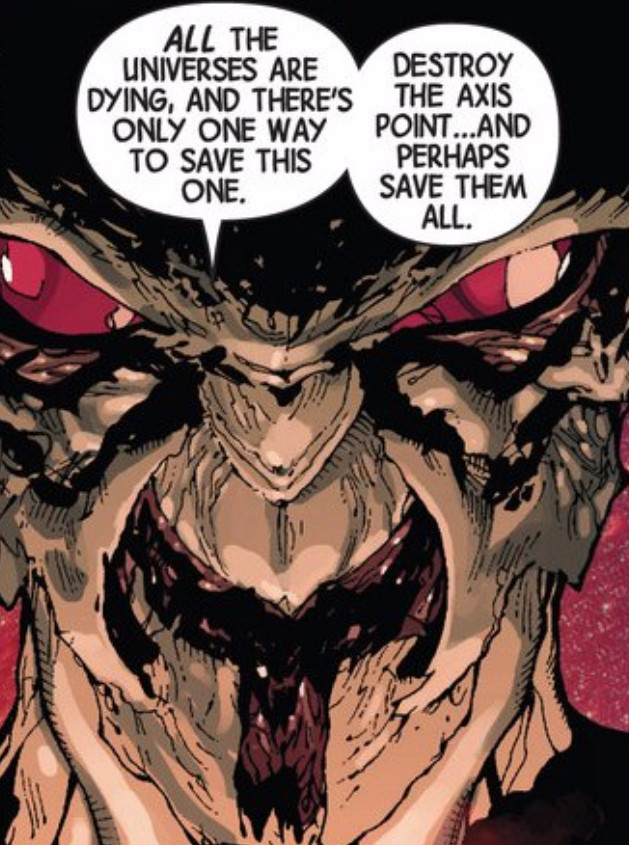 ALL THE
UNIVERSES ARE
DYING, AND THERE'S
ONLY ONE WAY
TO SAVE THIS
ONE.
DESTROY
THE AXIS
POINT...AND
PERHAPS
SAVE THEM
ALL.